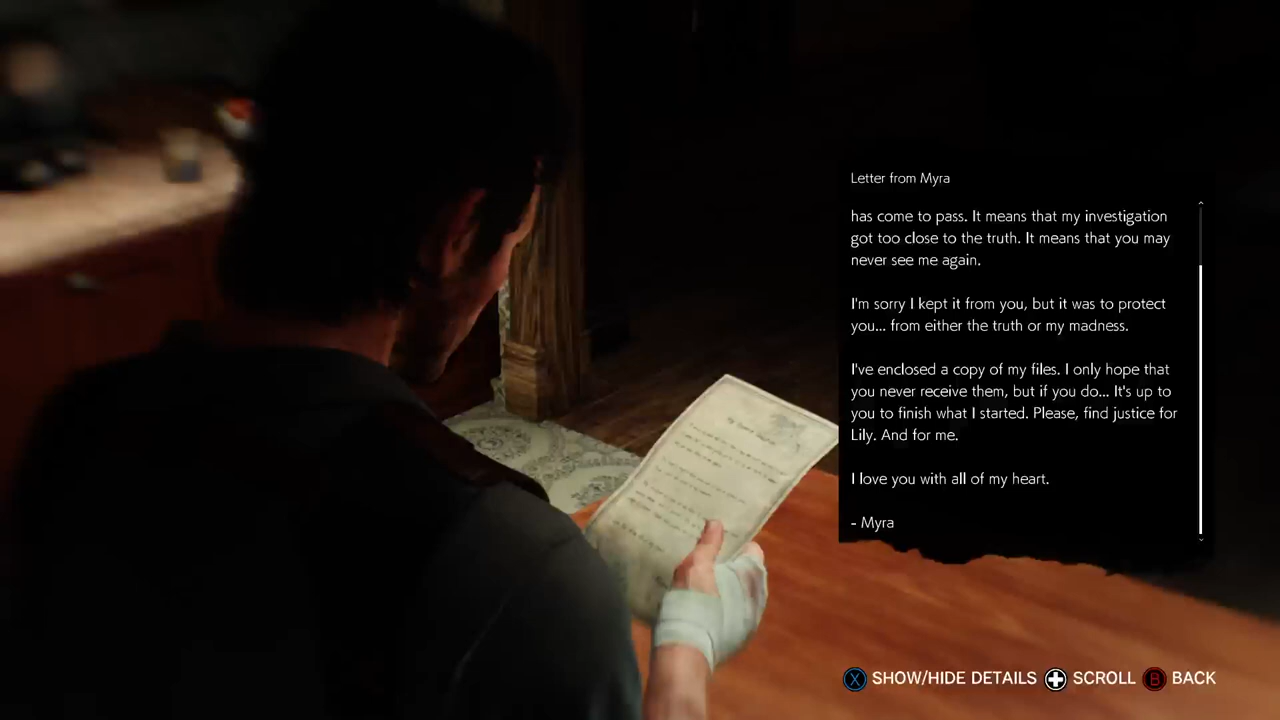 Letter from Myra
has come to pass. It means that my investigation
got too close to the truth. It means that you may
never see me again.
I'm sorry I kept it from you, but it was to protect
you... from either the truth or my madness.
I've enclosed a copy of my files. I only hope that
you never receive them, but if you do... It's up to
you to finish what I started. Please, find justice for
Lily. And for me.
I love you with all of my heart.
- Myra
X SHOW/HIDE DETAILS SCROLL B BACK